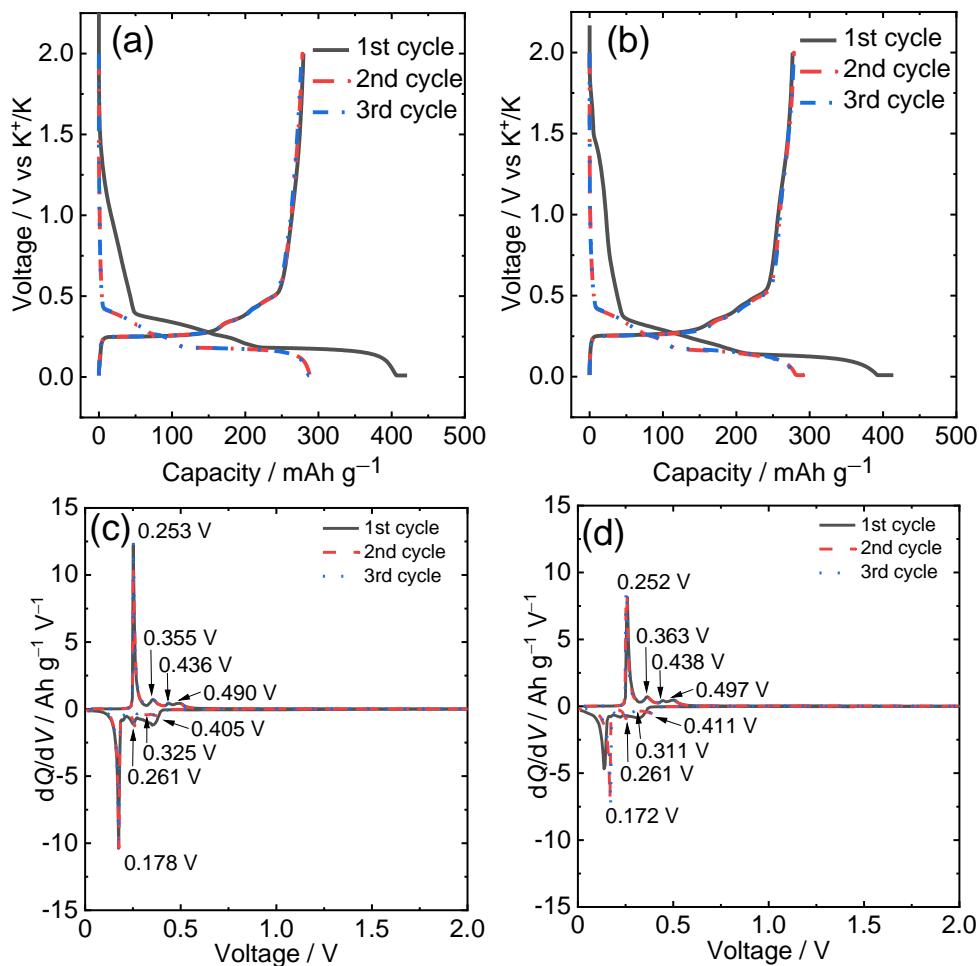 (a)
1st cycle
2nd cycle
3rd cycle
Voltage / V vs K⁺/K
2.0
1.5
1.0
0.5
0.0
0 100 200 300 400 500
Capacity / mAh g⁻¹
(b)
1st cycle
2nd cycle
3rd cycle
Voltage / V vs K⁺/K
2.0
1.5
1.0
0.5
0.0
0 100 200 300 400 500
Capacity / mAh g⁻¹
(c)
1st cycle
2nd cycle
3rd cycle
0.253 V
0.355 V
0.436 V
0.490 V
0.405 V
0.325 V
0.261 V
0.178 V
dQ/dV / Ah g⁻¹ V⁻¹
15
10
5
0
-5
-10
-15
0.5 1.0 1.5 2.0
Voltage / V
(d)
1st cycle
2nd cycle
3rd cycle
0.252 V
0.363 V
0.438 V
0.497 V
0.411 V
0.311 V
0.261 V
0.172 V
dQ/dV / Ah g⁻¹ V⁻¹
15
10
5
0
-5
-10
-15
0.0 0.5 1.0 1.5 2.0
Voltage / V